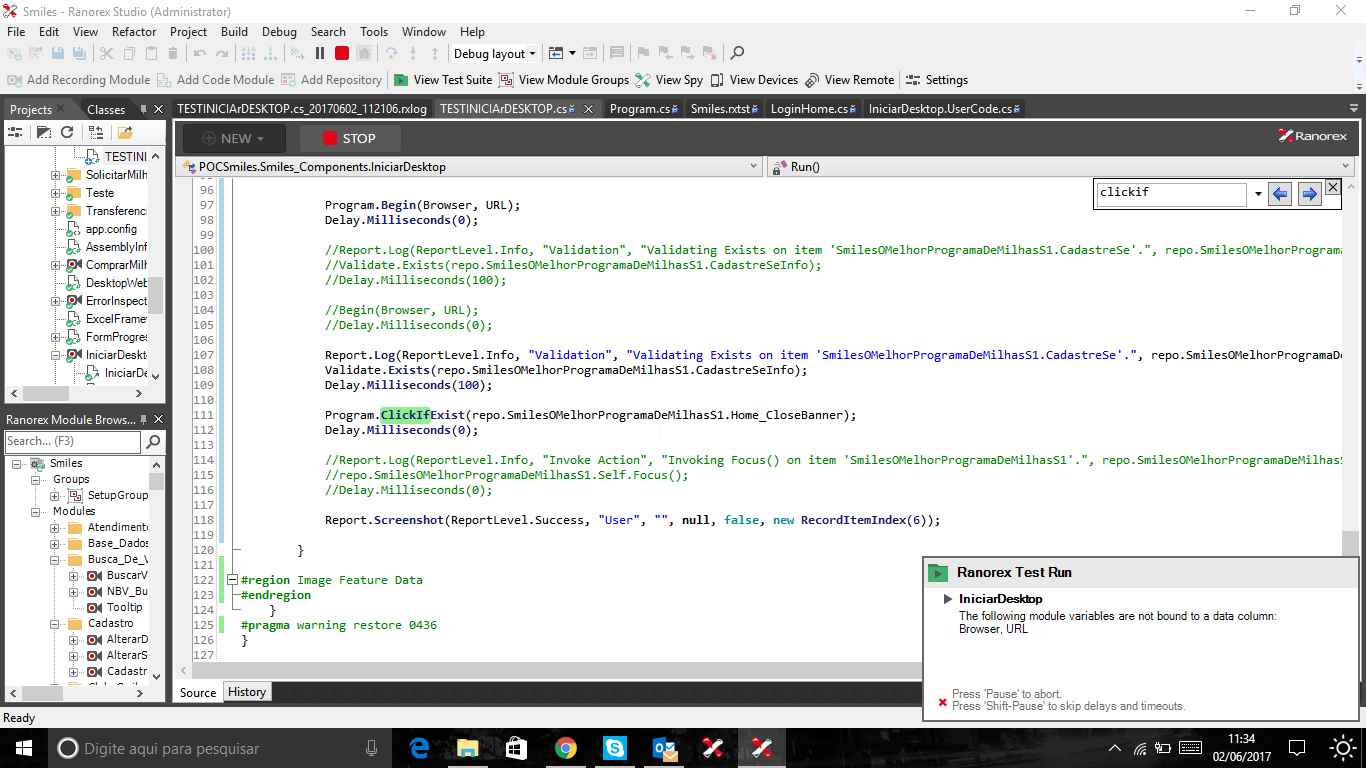 Smiles - Ranorex Studio (Administrator)
File Edit View Refactor Project Build Debug Search Tools Window Help
Debug layout
Add Recording Module Add Code Module Add Repository View Test Suite View Module Groups View Spy View Devices View Remote Settings
Projects Classes TESTINICIArDESKTOP.cs_20170602_112106.rxlog TESTINICIArDESKTOP.cs Program.cs Smiles.rxtst LoginHome.cs IniciarDesktop.UserCode.cs
NEW STOP Ranorex
POCSmiles.Smiles_Components.IniciarDesktop Run()
clickif
TESTINI
SolicitarMilh
Teste
Transferenci
app.config
AssemblyInf
ComprarMilh
DesktopWeb
ErrorInspect
ExcelFrame
FormProgres
IniciarDeskt
IniciarDe
96
97 Program.Begin(Browser, URL);
98 Delay.Milliseconds(0);
99
100 //Report.Log(ReportLevel.Info, "Validation", "Validating Exists on item 'SmilesOMelhorProgramaDeMilhasS1.CadastreSe'.", repo.SmilesOMelhorProgram
101 //Validate.Exists(repo.SmilesOMelhorProgramaDeMilhasS1.CadastreSeInfo);
102 //Delay.Milliseconds(100);
103
104 //Begin(Browser, URL);
105 //Delay.Milliseconds(0);
106
107 Report.Log(ReportLevel.Info, "Validation", "Validating Exists on item 'SmilesOMelhorProgramaDeMilhasS1.CadastreSe'.", repo.SmilesOMelhorProgramaD
108 Validate.Exists(repo.SmilesOMelhorProgramaDeMilhasS1.CadastreSeInfo);
109 Delay.Milliseconds(100);
110
111 Program.ClickIfExist(repo.SmilesOMelhorProgramaDeMilhasS1.Home_CloseBanner);
112 Delay.Milliseconds(0);
113
114 //Report.Log(ReportLevel.Info, "Invoke Action", "Invoking Focus() on item 'SmilesOMelhorProgramaDeMilhasS1'.", repo.SmilesOMelhorProgramaDeMilhasS
115 //repo.SmilesOMelhorProgramaDeMilhasS1.Self.Focus();
116 //Delay.Milliseconds(0);
117
118 Report.Screenshot(ReportLevel.Success, "User", "", null, false, new RecordItemIndex(6));
119
120 }
121
122 #region Image Feature Data
123 #endregion
124 }
125 #pragma warning restore 0436
126 }
127
Ranorex Module Brows...
Search... (F3)
Smiles
Groups
SetupGroup
Modules
Atendimento
Base_Dados
Busca_De_V
BuscarV
NBV_Bu
Tooltip
Cadastro
AlterarD
AlterarS
Cadastr
Source History
Ranorex Test Run
IniciarDesktop
The following module variables are not bound to a data column:
Browser, URL
Press 'Pause' to abort.
Press 'Shift-Pause' to skip delays and timeouts.
Ready
Digite aqui para pesquisar
11:34
02/06/2017